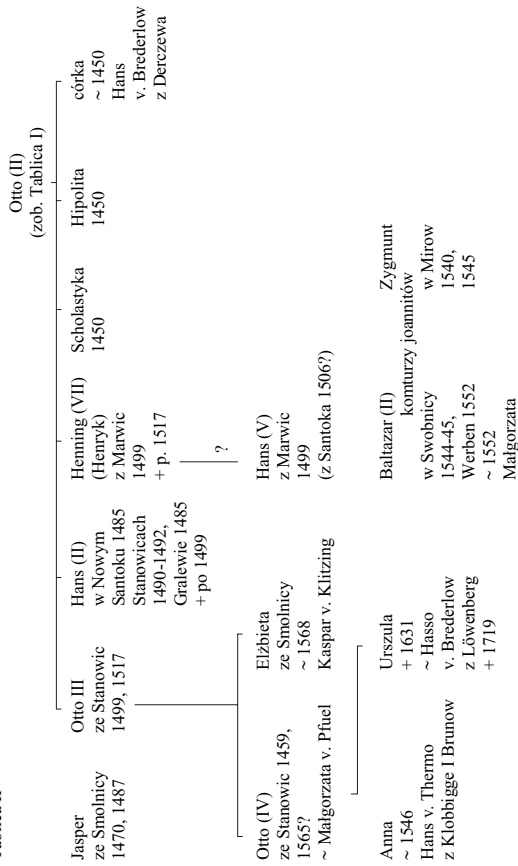 Otto (II)
(zob. Tablica I)
Jasper
ze Smolnicy
1470, 1487
Otto III
ze Stanowic
1499, 1517
Hans (II)
w Nowym
Santoku 1485
Stanowicach
1490-1492,
Gralewie 1485
+ po 1499
Henning (VII)
(Henryk)
z Marwic
1499
+ p. 1517
Scholastyka
1450
Hipolita
1450
córka
~ 1450
Hans
v. Brederlow
z Derczewa
?
Otto (IV)
ze Stanowic 1459,
1565?
~ Małgorzata v. Pfuel
Elżbieta
ze Smolnicy
~ 1568
Kaspar v. Klitzing
Hans (V)
z Marwic
1499
(z Santoka 1506?)
Anna
~ 1546
Hans v. Thermo
z Klobbigge I Brunow
Urszula
+ 1631
~ Hasso
v. Brederlow
z Löwenberg
+ 1719
Baltazar (II)
Zygmunt
komturzy joannitów
w Swobnicy
1544-45,
Werben 1552
~ 1552
Małgorzata
w Mirow
1540,
1545